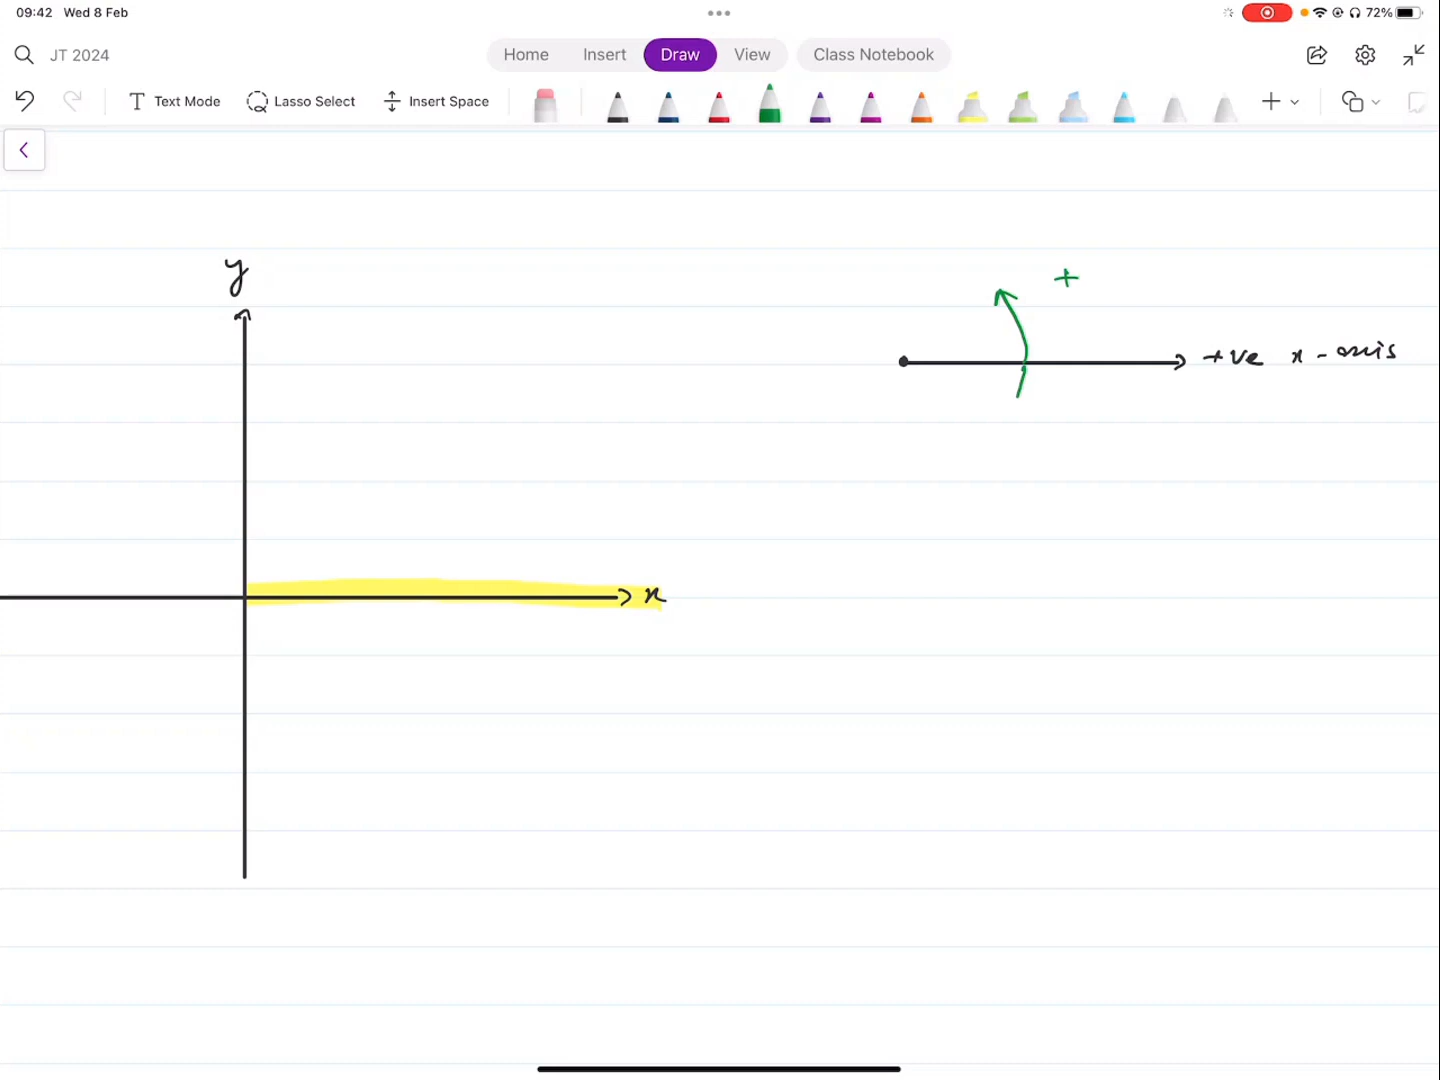 09:42 Wed 8 Feb
72%
JT 2024
Home Insert Draw View Class Notebook
Text Mode Lasso Select Insert Space
y
+
+ve x-axis
x